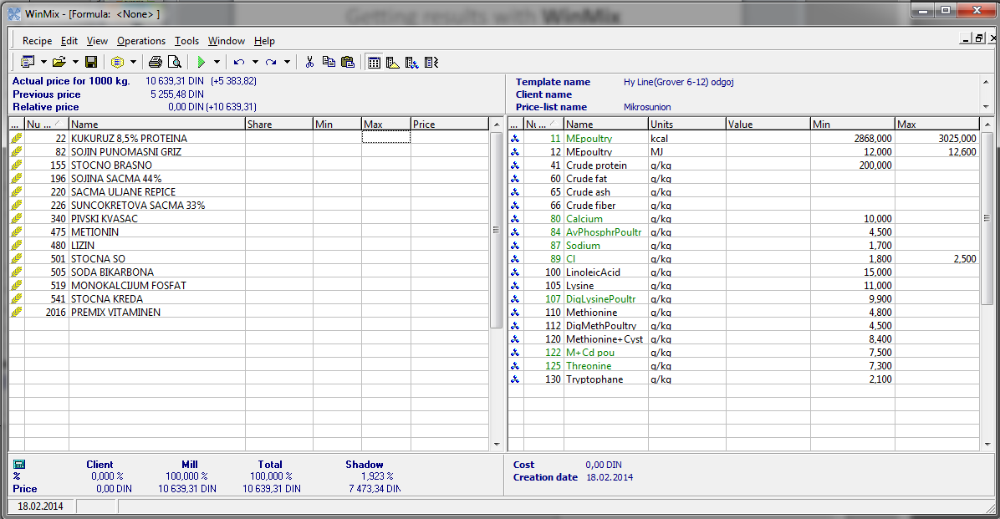 Getting results with WinMix
WinMix - [Formula: <None> ]
Recipe Edit View Operations Tools Window Help
Actual price for 1000 kg. 10 639,31 DIN (+5 383,82)
Previous price 5 255,48 DIN
Relative price 0,00 DIN (+10 639,31)
Template name Hy Line(Grover 6-12) odgoj
Client name
Price-list name Mikrosunion
... Nu ... Name Share Min Max Price
22 KUKURUZ 8,5% PROTEINA
82 SOJIN PUNOMASNI GRIZ
155 STOCNO BRASNO
196 SOJINA SACMA 44%
220 SACMA ULJANE REPICE
226 SUNCOKRETOVA SACMA 33%
340 PIVSKI KVASAC
475 METIONIN
480 LIZIN
501 STOCNA SO
505 SODA BIKARBONA
519 MONOKALCIJUM FOSFAT
541 STOCNA KREDA
2016 PREMIX VITAMINEN
... Nu ... Name Units Value Min Max
11 MEpoultry kcal 2868,000 3025,000
12 MEpoultry MJ 12,000 12,600
41 Crude protein g/kg 200,000
60 Crude fat g/kg
65 Crude ash g/kg
66 Crude fiber g/kg
80 Calcium g/kg 10,000
84 AvPhosphrPoultr g/kg 4,500
87 Sodium g/kg 1,700
89 Cl g/kg 1,800 2,500
100 LinoleicAcid g/kg 15,000
105 Lysine g/kg 11,000
107 DigLysinePoultr g/kg 9,900
110 Methionine g/kg 4,800
112 DigMethPoultry g/kg 4,500
120 Methionine+Cyst g/kg 8,400
122 M+Cd pou g/kg 7,500
125 Threonine g/kg 7,300
130 Tryptophane g/kg 2,100
Client Mill Total Shadow
% 0,000 % 100,000 % 100,000 % 1,923 %
Price 0,00 DIN 10 639,31 DIN 10 639,31 DIN 7 473,34 DIN
Cost 0,00 DIN
Creation date 18.02.2014
18.02.2014